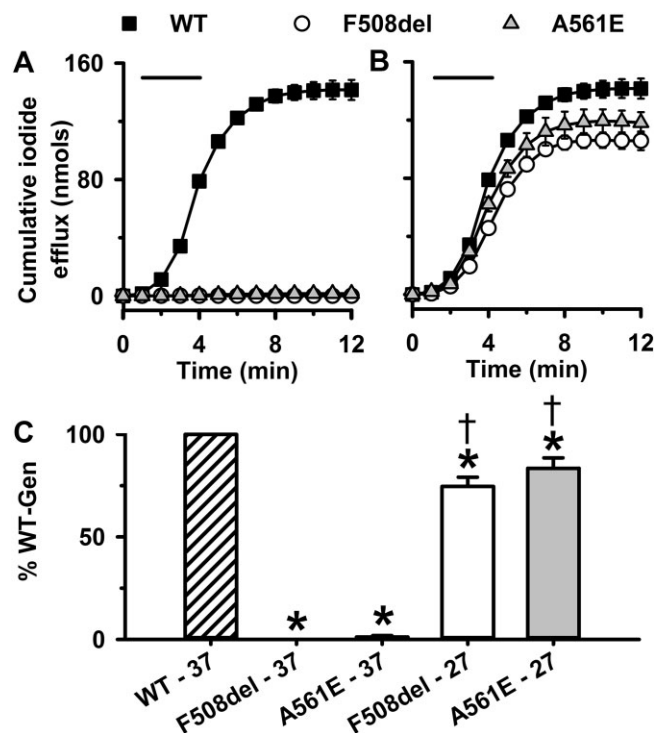 WT F508del A561E
A B
Cumulative iodide
efflux (nmols)
160
80
0
0 4 8 12 0 4 8 12
Time (min) Time (min)
C
% WT-Gen
100
50
0
* * † * † *
WT - 37 F508del - 37 A561E - 37 F508del - 27 A561E - 27